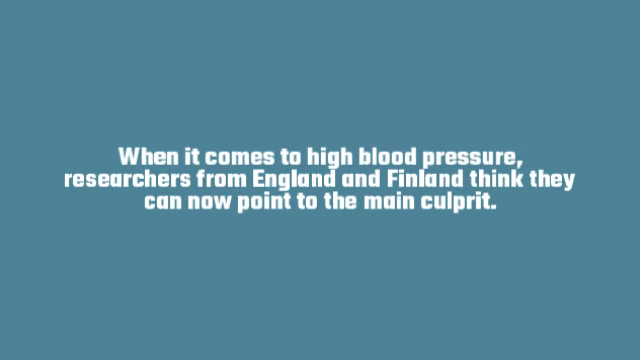 When it comes to high blood pressure,
researchers from England and Finland think they
can now point to the main culprit.